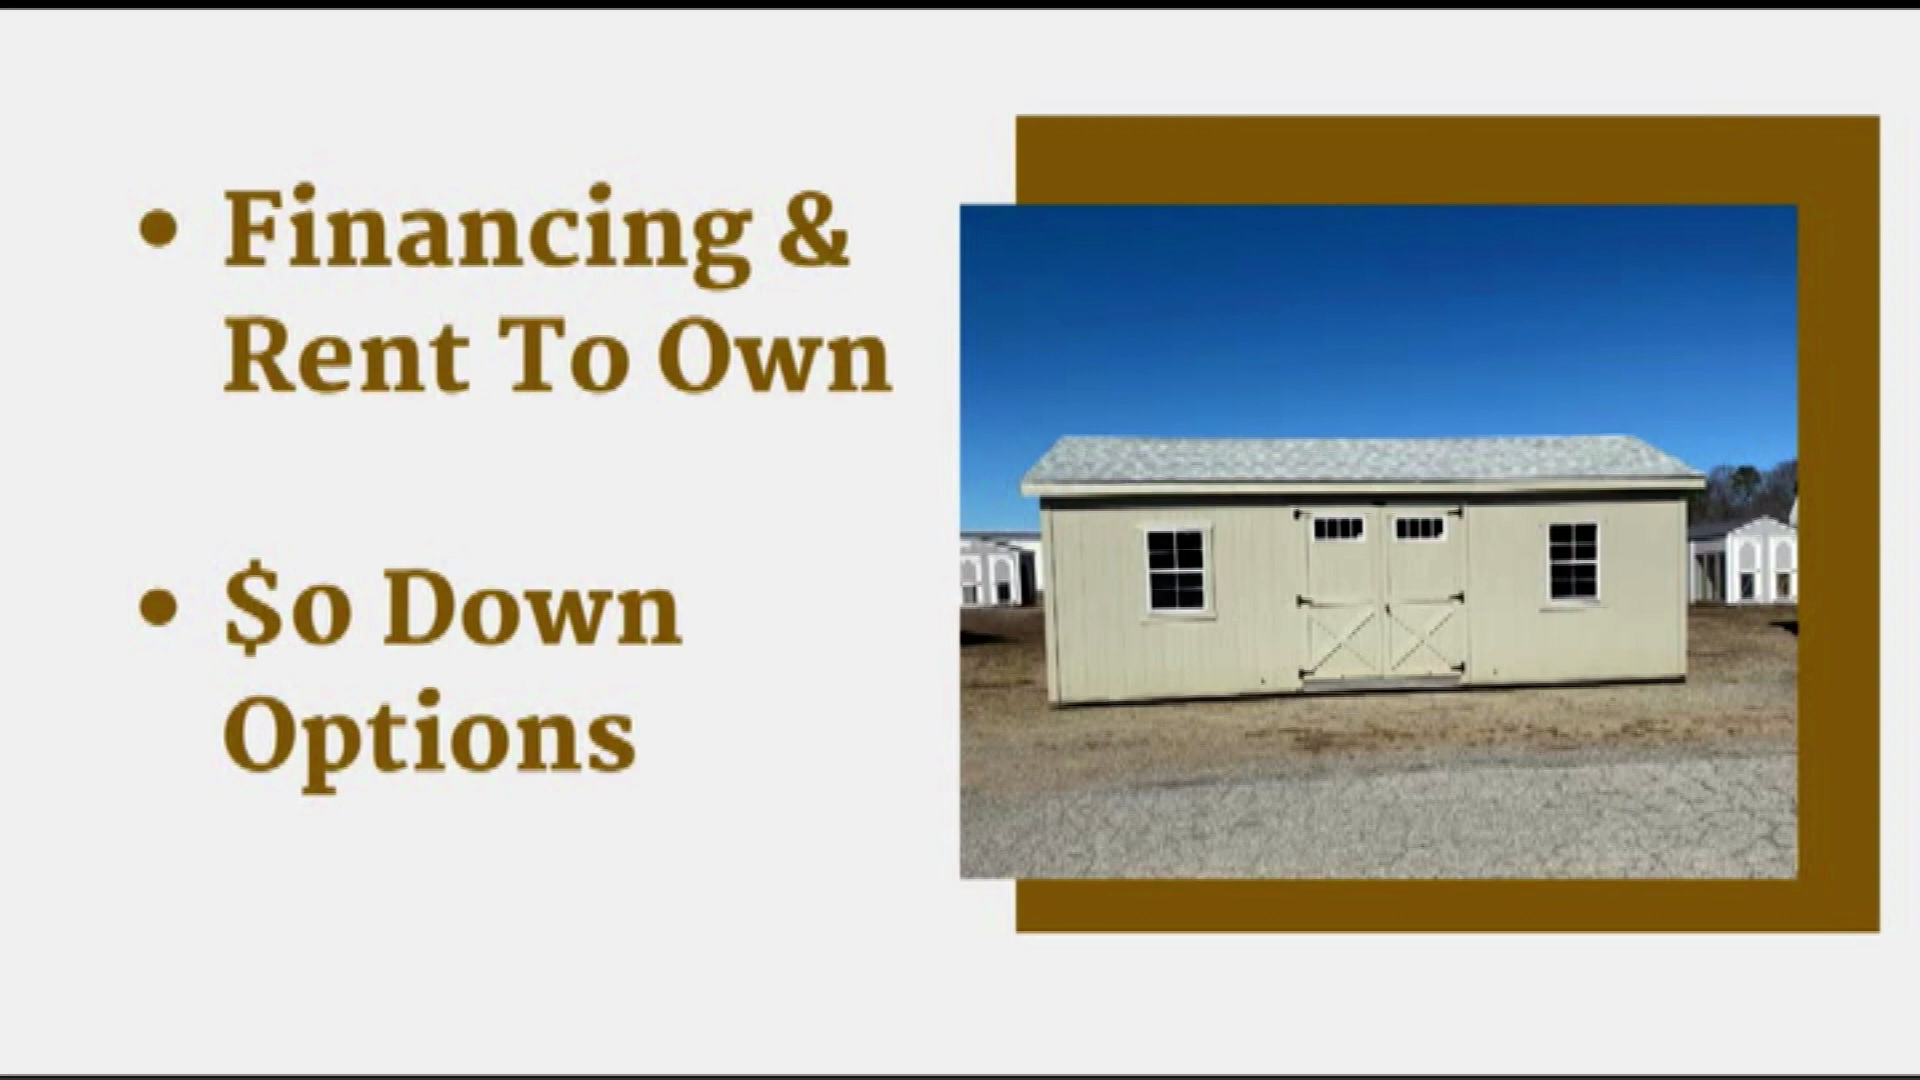 • Financing &
Rent To Own
• $0 Down
Options